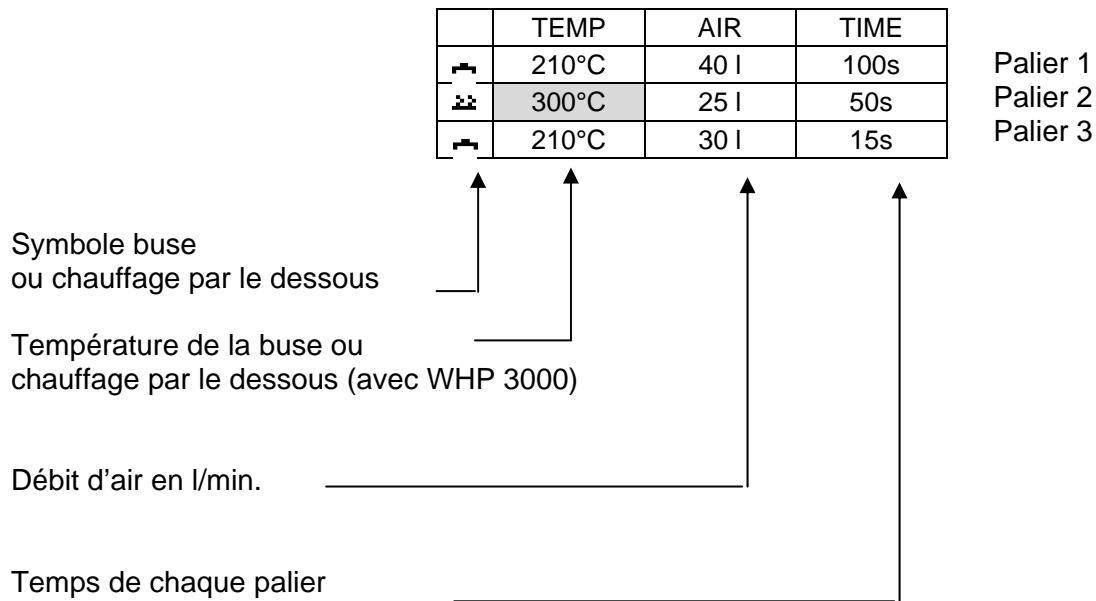 TEMP AIR TIME
210°C 40 l 100s Palier 1
300°C 25 l 50s Palier 2
210°C 30 l 15s Palier 3
Symbole buse
ou chauffage par le dessous
Température de la buse ou
chauffage par le dessous (avec WHP 3000)
Débit d'air en l/min.
Temps de chaque palier